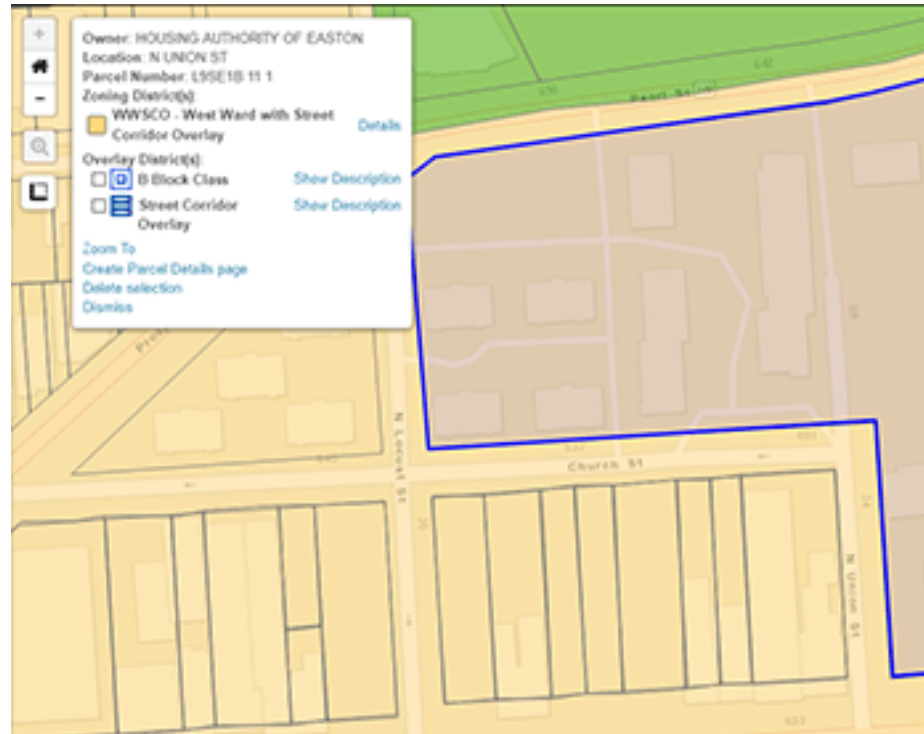 Owner: HOUSING AUTHORITY OF EASTON
Location: N UNION ST
Parcel Number: L9SE1B 11 1
Zoning District(s):
WWSCO - West Ward with Street
Corridor Overlay
Details
Overlay District(s):
B Block Class
Show Description
Street Corridor
Overlay
Show Description
Zoom To
Create Parcel Details page
Delete selection
Dismiss
Pearl St
642
N Locust St
Church St
N Union St